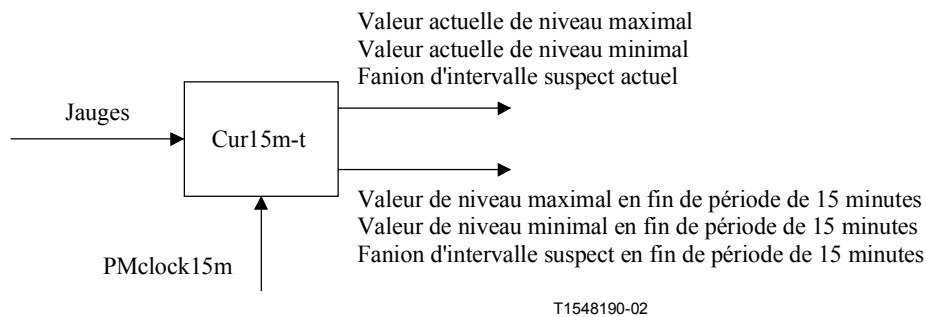 Valeur actuelle de niveau maximal
Valeur actuelle de niveau minimal
Fanion d'intervalle suspect actuel
Jauges
Cur15m-t
Valeur de niveau maximal en fin de période de 15 minutes
Valeur de niveau minimal en fin de période de 15 minutes
Fanion d'intervalle suspect en fin de période de 15 minutes
PMclock15m
T1548190-02